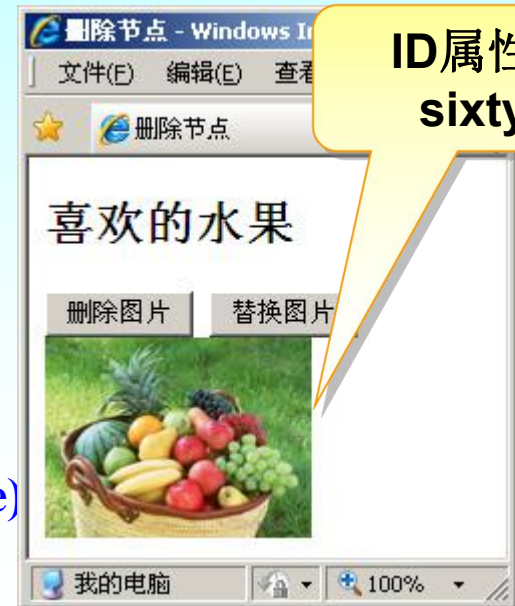 删除节点 - Windows I
ID属性
sixty
文件(F) 编辑(E) 查看
删除节点
喜欢的水果
删除图片 替换图片
e)
我的电脑 100%